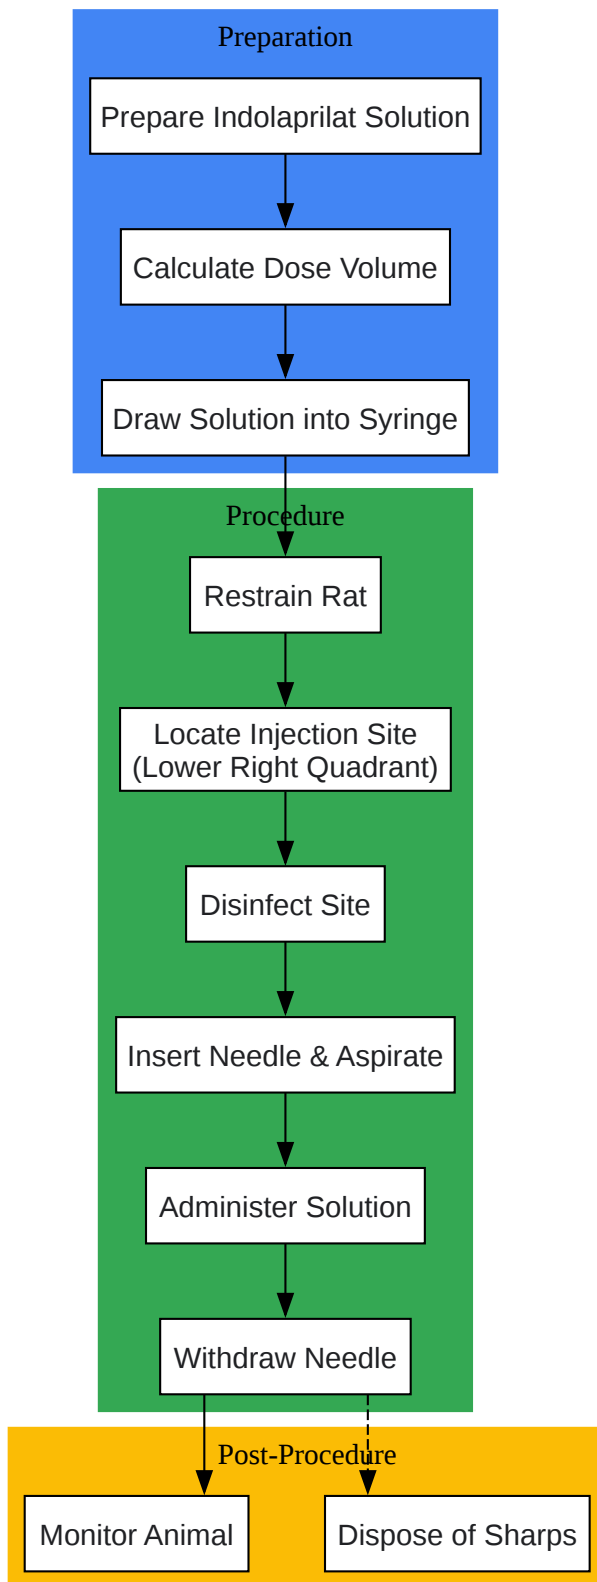 Preparation
Prepare Indolaprilat Solution
Calculate Dose Volume
Draw Solution into Syringe
Procedure
Restrain Rat
Locate Injection Site
(Lower Right Quadrant)
Disinfect Site
Insert Needle & Aspirate
Administer Solution
Withdraw Needle
Post-Procedure
Monitor Animal
Dispose of Sharps